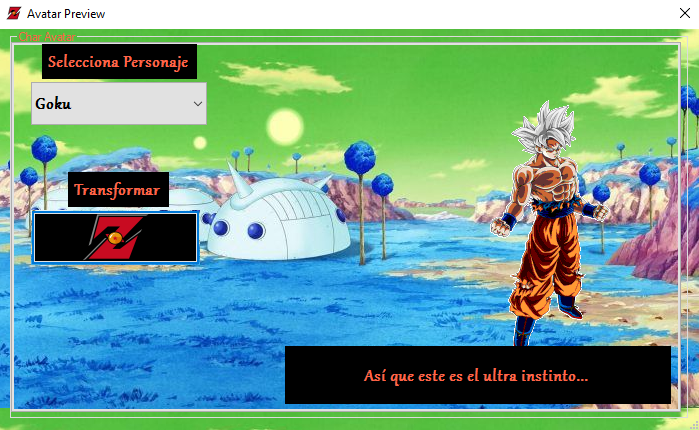 Avatar Preview
Selecciona Personaje
Goku
Transformar
Así que este es el ultra instinto...